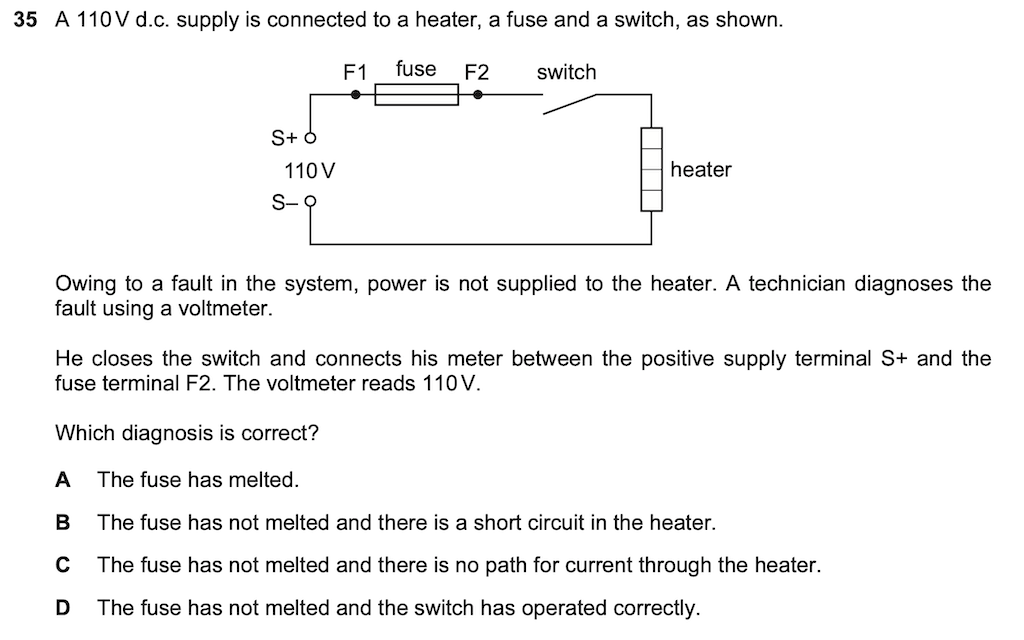 35 A 110 V d.c. supply is connected to a heater, a fuse and a switch, as shown.
F1 fuse F2 switch
S+
110 V
heater
S–
Owing to a fault in the system, power is not supplied to the heater. A technician diagnoses the
fault using a voltmeter.
He closes the switch and connects his meter between the positive supply terminal S+ and the
fuse terminal F2. The voltmeter reads 110 V.
Which diagnosis is correct?
A The fuse has melted.
B The fuse has not melted and there is a short circuit in the heater.
C The fuse has not melted and there is no path for current through the heater.
D The fuse has not melted and the switch has operated correctly.